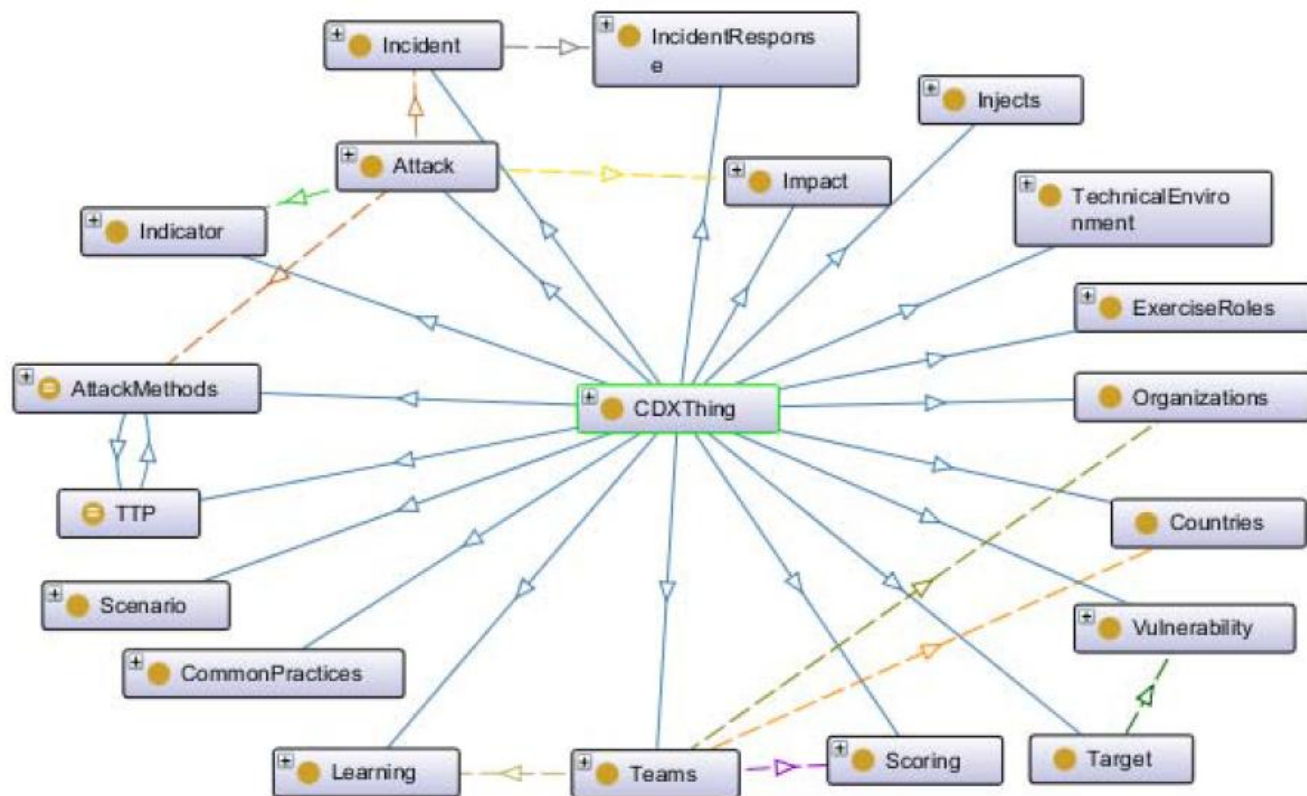 Incident
IncidentRespons
e
Injects
Attack
Impact
TechnicalEnviro
nment
Indicator
ExerciseRoles
AttackMethods
CDXThing
Organizations
TTP
Countries
Scenario
Vulnerability
CommonPractices
Learning
Teams
Scoring
Target